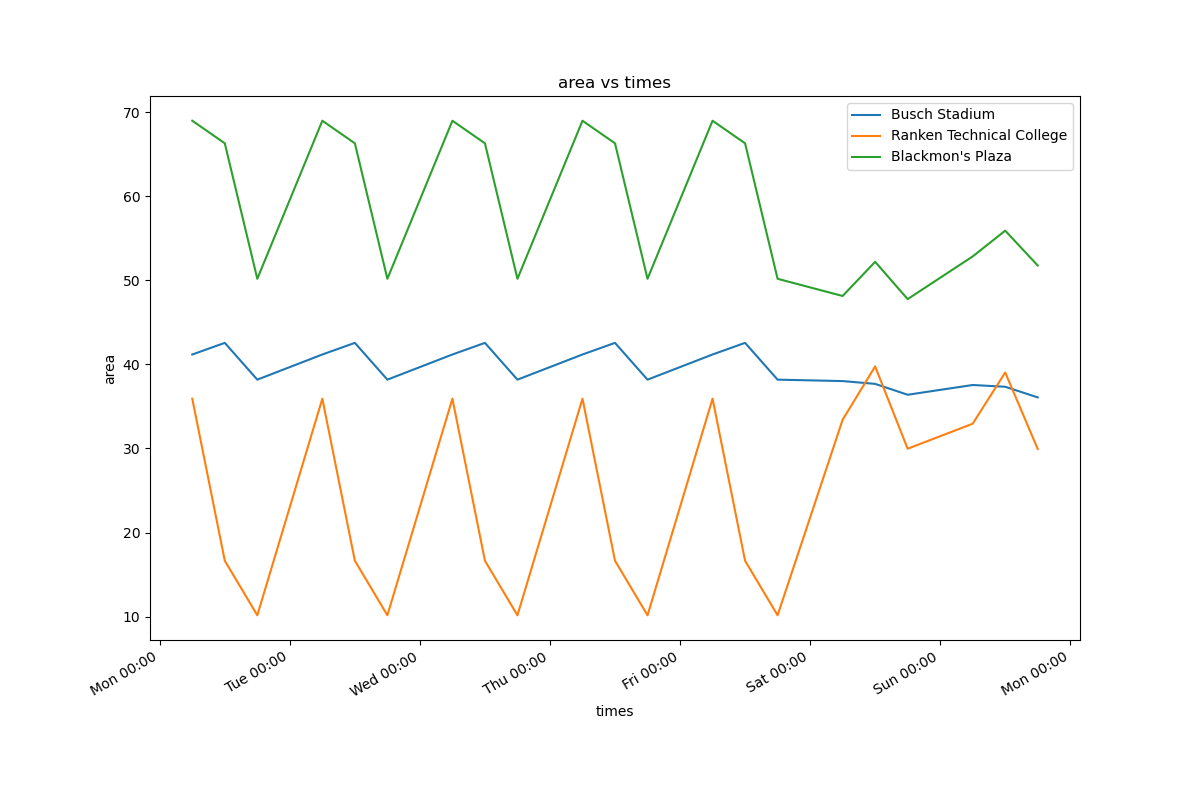 area vs times
Busch Stadium
Ranken Technical College
Blackmon's Plaza
area
70
60
50
40
30
20
10
Mon 00:00
Tue 00:00
Wed 00:00
Thu 00:00
Fri 00:00
Sat 00:00
Sun 00:00
Mon 00:00
times